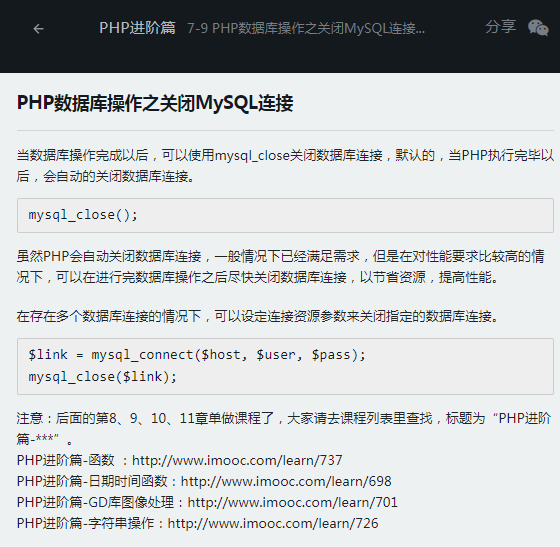 PHP进阶篇 7-9 PHP数据库操作之关闭MySQL连接... 分享
PHP数据库操作之关闭MySQL连接
当数据库操作完成以后，可以使用mysql_close关闭数据库连接，默认的，当PHP执行完毕以
后，会自动的关闭数据库连接。
mysql_close();
虽然PHP会自动关闭数据库连接，一般情况下已经满足需求，但是在对性能要求比较高的情
况下，可以在进行完数据库操作之后尽快关闭数据库连接，以节省资源，提高性能。
在存在多个数据库连接的情况下，可以设定连接资源参数来关闭指定的数据库连接。
$link = mysql_connect($host, $user, $pass);
mysql_close($link);
注意：后面的第8、9、10、11章单做课程了，大家请去课程列表里查找，标题为“PHP进阶
篇-***”。
PHP进阶篇-函数 ：http://www.imooc.com/learn/737
PHP进阶篇-日期时间函数：http://www.imooc.com/learn/698
PHP进阶篇-GD库图像处理：http://www.imooc.com/learn/701
PHP进阶篇-字符串操作：http://www.imooc.com/learn/726